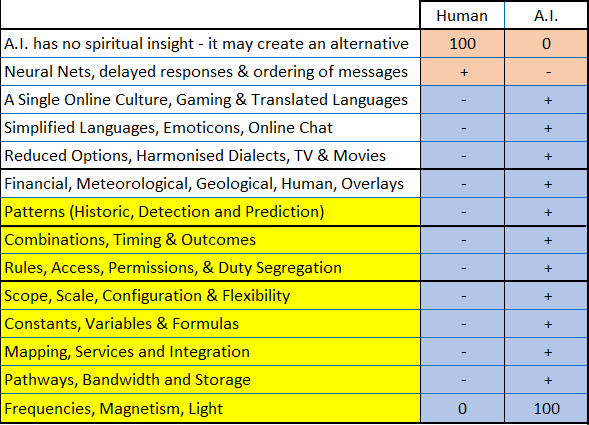 Human A.I.
A.I. has no spiritual insight - it may create an alternative 100 0
Neural Nets, delayed responses & ordering of messages + -
A Single Online Culture, Gaming & Translated Languages - +
Simplified Languages, Emoticons, Online Chat - +
Reduced Options, Harmonised Dialects, TV & Movies - +
Financial, Meteorological, Geological, Human, Overlays - +
Patterns (Historic, Detection and Prediction) - +
Combinations, Timing & Outcomes - +
Rules, Access, Permissions, & Duty Segregation - +
Scope, Scale, Configuration & Flexibility - +
Constants, Variables & Formulas - +
Mapping, Services and Integration - +
Pathways, Bandwidth and Storage - +
Frequencies, Magnetism, Light 0 100